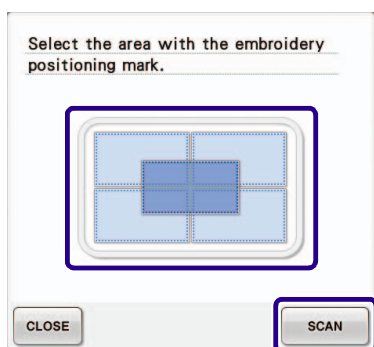 Select the area with the embroidery
positioning mark.
CLOSE
SCAN